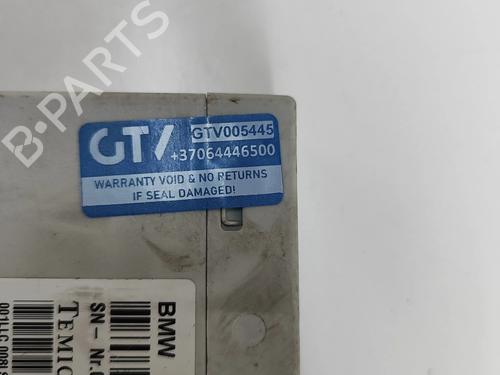 B-PARTS
GTV GTV005445
+37064446500
WARRANTY VOID & NO RETURNS
IF SEAL DAMAGED!
BMW
SN - Nr.
TEMIC